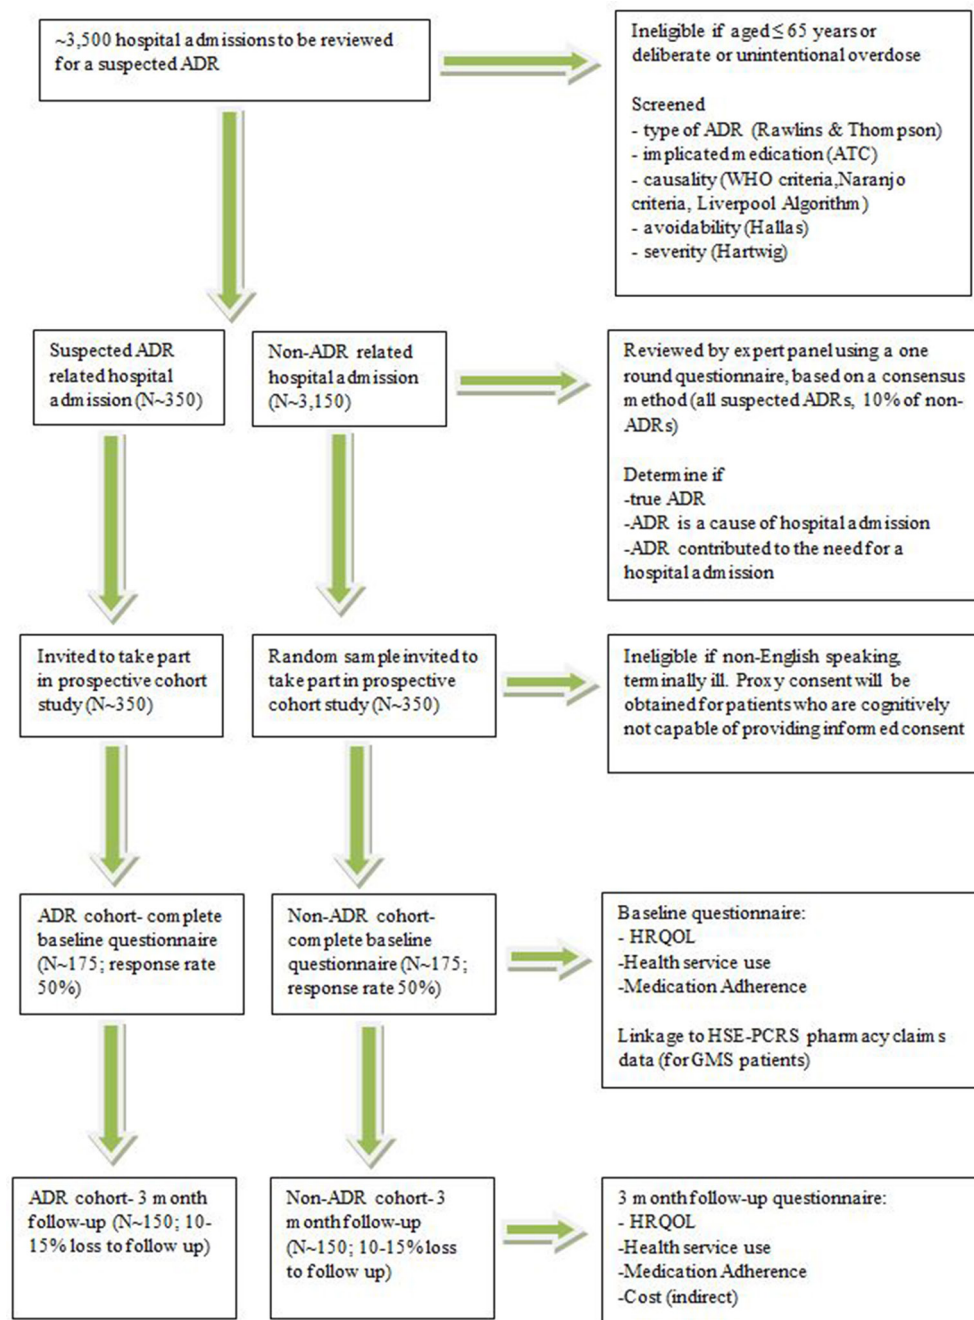 ~3,500 hospital admissions to be reviewed
for a suspected ADR
Ineligible if aged ≤ 65 years or
deliberate or unintentional overdose
Screened
- type of ADR (Rawlins & Thompson)
- implicated medication (ATC)
- causality (WHO criteria,Naranjo
criteria, Liverpool Algorithm)
- avoidability (Hallas)
- severity (Hartwig)
Suspected ADR
related hospital
admission (N~350)
Non-ADR related
hospital admission
(N~3,150)
Reviewed by expert panel using a one
round questionnaire, based on a consensus
method (all suspected ADRs, 10% of non-
ADRs)
Determine if
-true ADR
-ADR is a cause of hospital admission
-ADR contributed to the need for a
hospital admission
Invited to take part
in prospective cohort
study (N~350)
Random sample invited to
take part in prospective
cohort study (N~350)
Ineligible if non-English speaking,
terminally ill. Proxy consent will be
obtained for patients who are cognitively
not capable of providing informed consent
ADR cohort- complete
baseline questionnaire
(N~175; response rate
50%)
Non-ADR cohort-
complete baseline
questionnaire (N~175;
response rate 50%)
Baseline questionnaire:
- HRQOL
-Health service use
-Medication Adherence
Linkage to HSE-PCRS pharmacy claims
data (for GMS patients)
ADR cohort- 3 month
follow-up (N~150; 10-
15% loss to follow up)
Non-ADR cohort- 3
month follow-up
(N~150; 10-15% loss
to follow up)
3 month follow-up questionnaire:
- HRQOL
-Health service use
-Medication Adherence
-Cost (indirect)